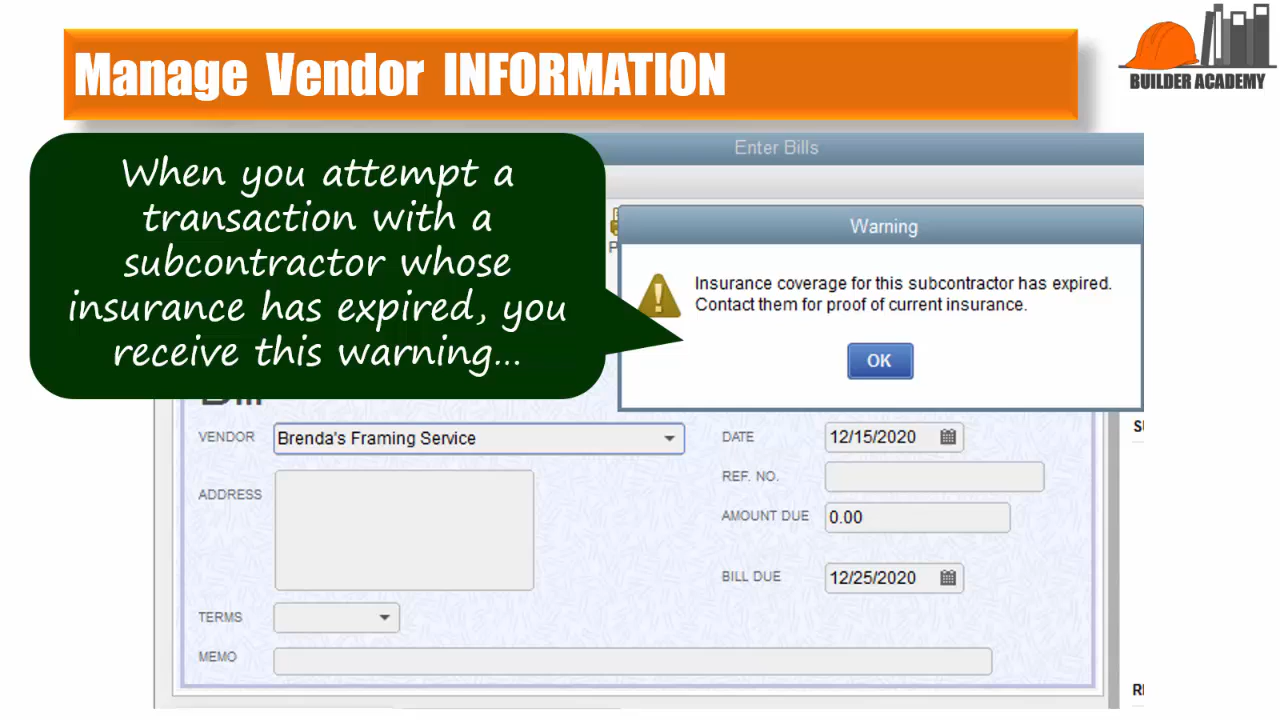 Manage Vendor INFORMATION
BUILDER ACADEMY
When you attempt a
transaction with a
subcontractor whose
insurance has expired, you
receive this warning...
Enter Bills
Warning
Insurance coverage for this subcontractor has expired.
Contact them for proof of current insurance.
OK
VENDOR
Brenda's Framing Service
DATE
12/15/2020
ADDRESS
REF. NO.
AMOUNT DUE
0.00
BILL DUE
12/25/2020
TERMS
MEMO